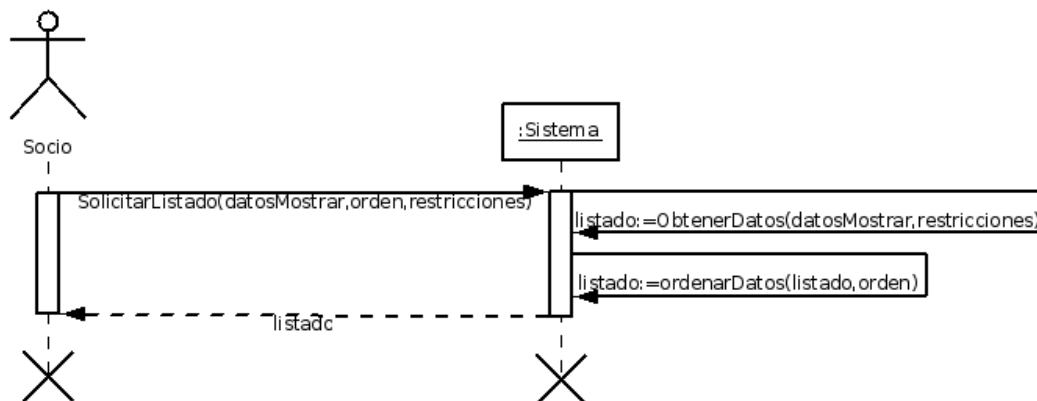 Socio
:Sistema
SolicitarListado(datosMostrar,orden,restricciones)
listado:=ObtenerDatos(datosMostrar,restricciones)
listado:=ordenarDatos(listado,orden)
listado